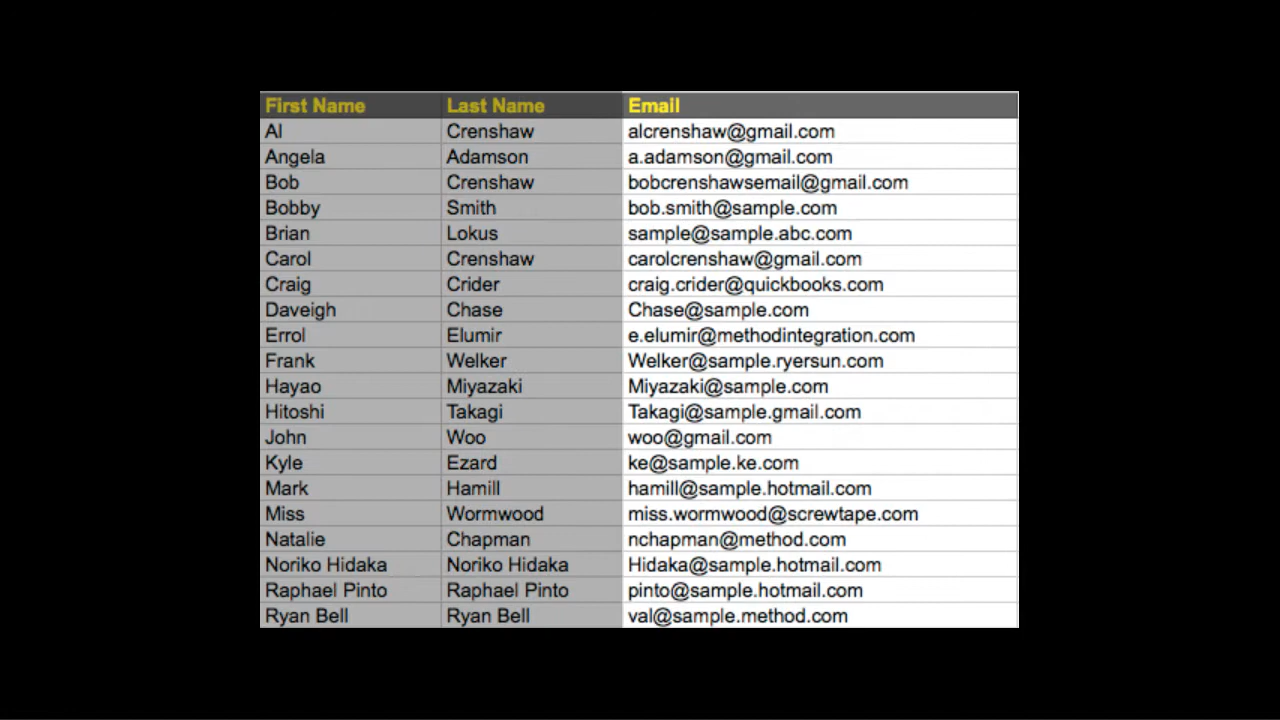 First Name Last Name Email
Al Crenshaw alcrenshaw@gmail.com
Angela Adamson a.adamson@gmail.com
Bob Crenshaw bobcrenshawsemail@gmail.com
Bobby Smith bob.smith@sample.com
Brian Lokus sample@sample.abc.com
Carol Crenshaw carolcrenshaw@gmail.com
Craig Crider craig.crider@quickbooks.com
Daveigh Chase Chase@sample.com
Errol Elumir e.elumir@methodintegration.com
Frank Welker Welker@sample.ryersun.com
Hayao Miyazaki Miyazaki@sample.com
Hitoshi Takagi Takagi@sample.gmail.com
John Woo woo@gmail.com
Kyle Ezard ke@sample.ke.com
Mark Hamill hamill@sample.hotmail.com
Miss Wormwood miss.wormwood@screwtape.com
Natalie Chapman nchapman@method.com
Noriko Hidaka Noriko Hidaka Hidaka@sample.hotmail.com
Raphael Pinto Raphael Pinto pinto@sample.hotmail.com
Ryan Bell Ryan Bell val@sample.method.com